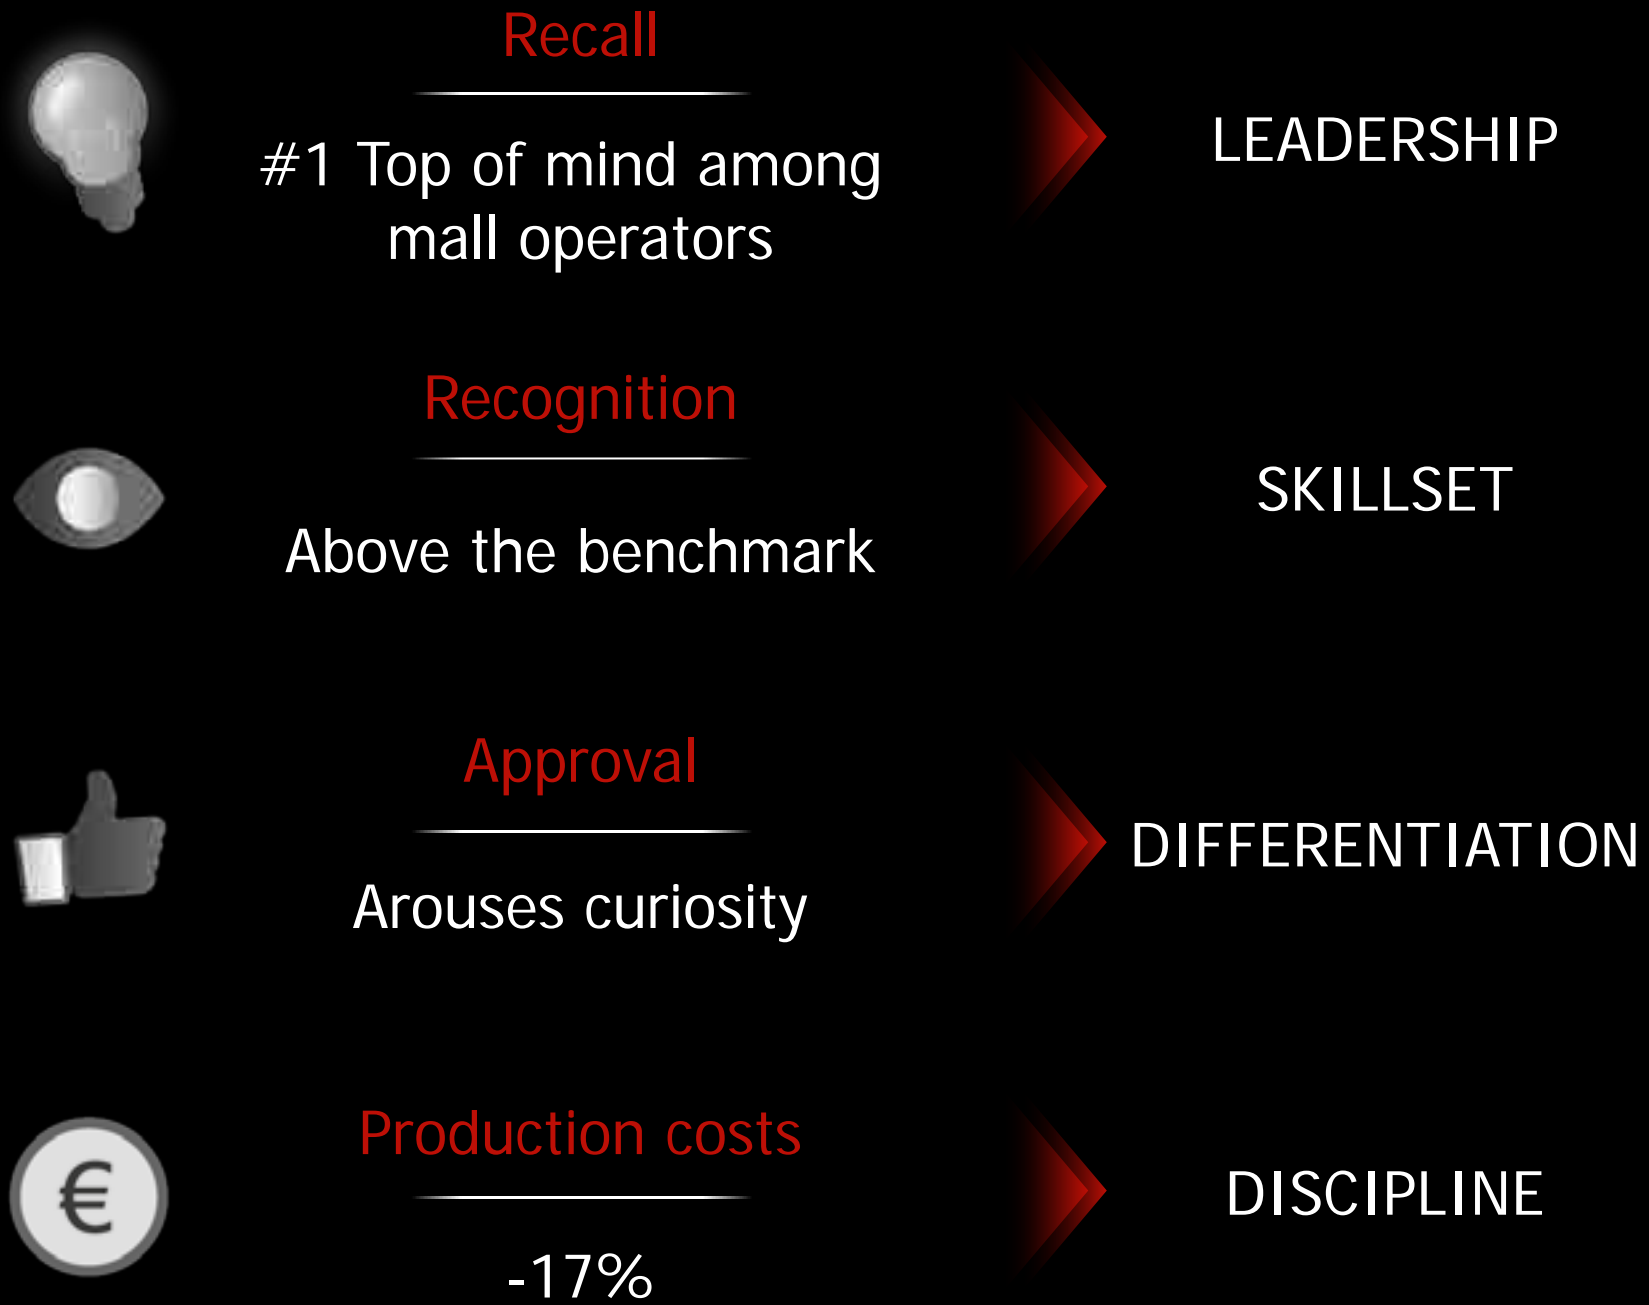 Recall
#1 Top of mind among
mall operators
LEADERSHIP
Recognition
Above the benchmark
SKILLSET
Approval
Arouses curiosity
DIFFERENTIATION
€
Production costs
-17%
DISCIPLINE